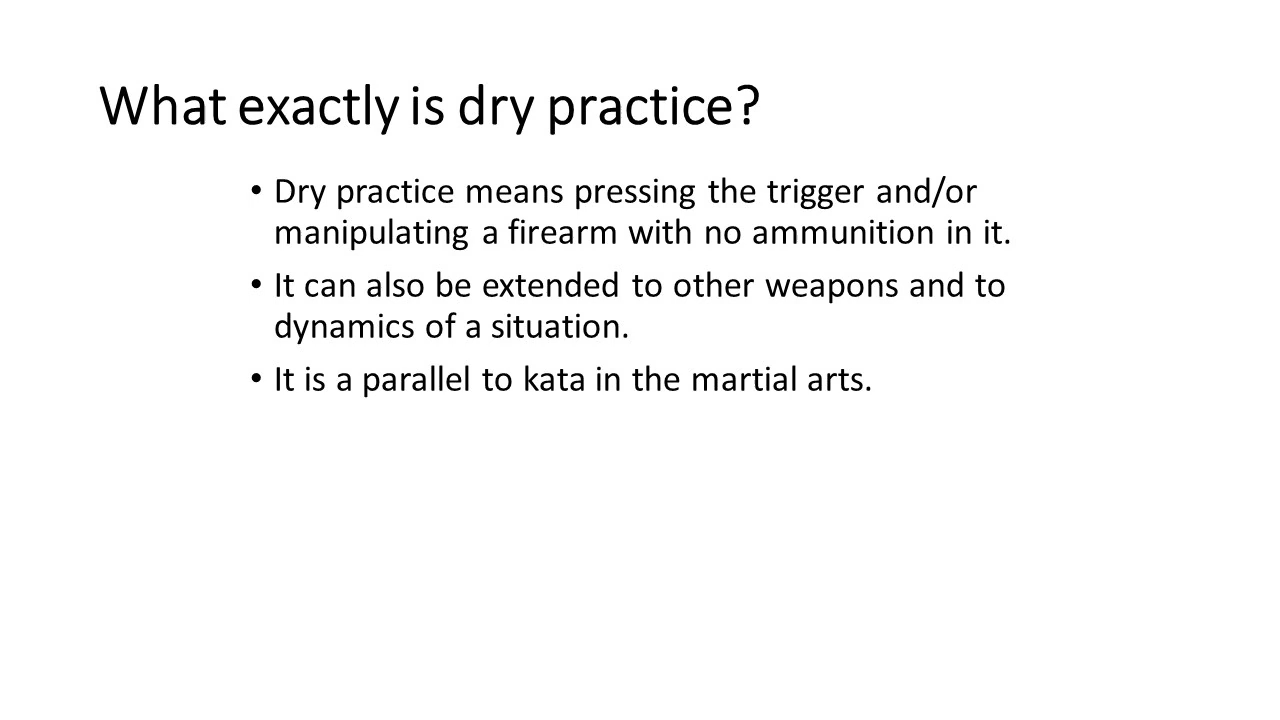 What exactly is dry practice?
• Dry practice means pressing the trigger and/or
manipulating a firearm with no ammunition in it.
• It can also be extended to other weapons and to
dynamics of a situation.
• It is a parallel to kata in the martial arts.